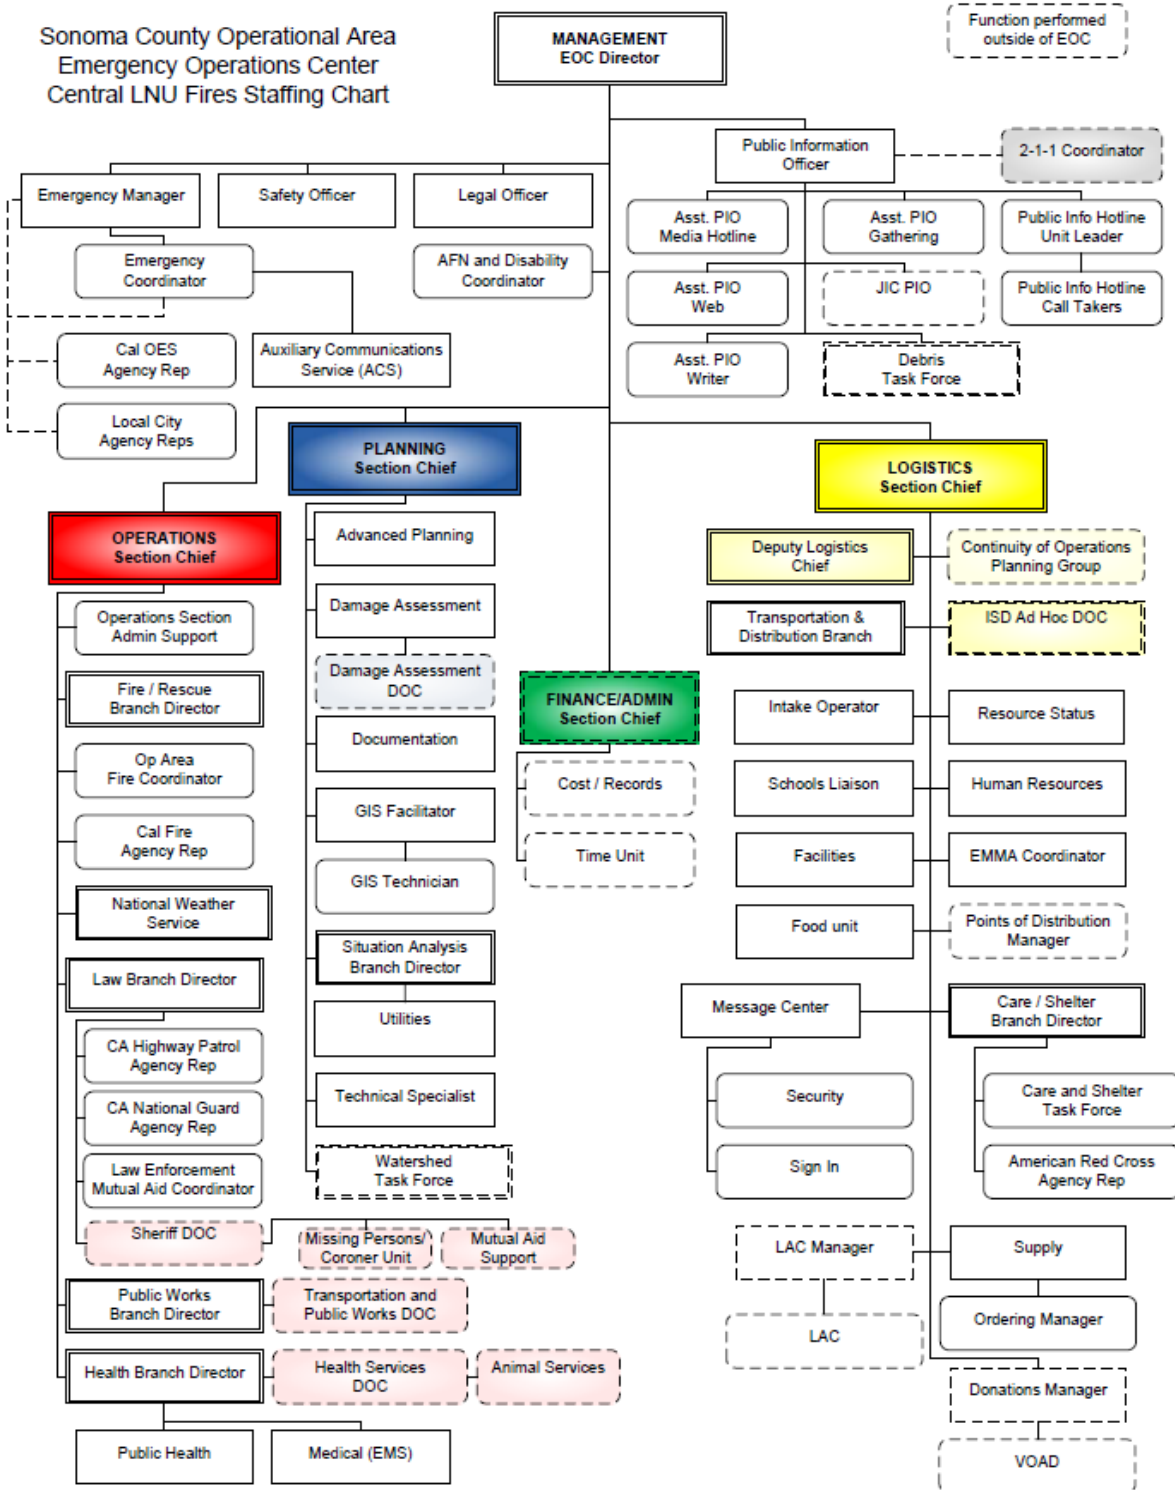 Sonoma County Operational Area
Emergency Operations Center
Central LNU Fires Staffing Chart
MANAGEMENT
EOC Director
Function performed
outside of EOC
Public Information
Officer
2-1-1 Coordinator
Emergency Manager
Safety Officer
Legal Officer
Asst. PIO
Media Hotline
Asst. PIO
Gathering
Public Info Hotline
Unit Leader
Emergency
Coordinator
AFN and Disability
Coordinator
Asst. PIO
Web
JIC PIO
Public Info Hotline
Call Takers
Cal OES
Agency Rep
Auxiliary Communications
Service (ACS)
Asst. PIO
Writer
Debris
Task Force
Local City
Agency Reps
PLANNING
Section Chief
LOGISTICS
Section Chief
OPERATIONS
Section Chief
Advanced Planning
Deputy Logistics
Chief
Continuity of Operations
Planning Group
Operations Section
Admin Support
Damage Assessment
Transportation &
Distribution Branch
ISD Ad Hoc DOC
Fire / Rescue
Branch Director
Damage Assessment
DOC
FINANCE/ADMIN
Section Chief
Intake Operator
Resource Status
Op Area
Fire Coordinator
Documentation
Cost / Records
Schools Liaison
Human Resources
Cal Fire
Agency Rep
GIS Facilitator
Time Unit
Facilities
EMMA Coordinator
GIS Technician
National Weather
Service
Food unit
Points of Distribution
Manager
Law Branch Director
Situation Analysis
Branch Director
Message Center
Care / Shelter
Branch Director
Utilities
CA Highway Patrol
Agency Rep
CA National Guard
Agency Rep
Technical Specialist
Security
Care and Shelter
Task Force
Law Enforcement
Mutual Aid Coordinator
Watershed
Task Force
Sign In
American Red Cross
Agency Rep
Sheriff DOC
Missing Persons/
Coroner Unit
Mutual Aid
Support
LAC Manager
Supply
Public Works
Branch Director
Transportation and
Public Works DOC
LAC
Ordering Manager
Health Branch Director
Health Services
DOC
Animal Services
Donations Manager
Public Health
Medical (EMS)
VOAD